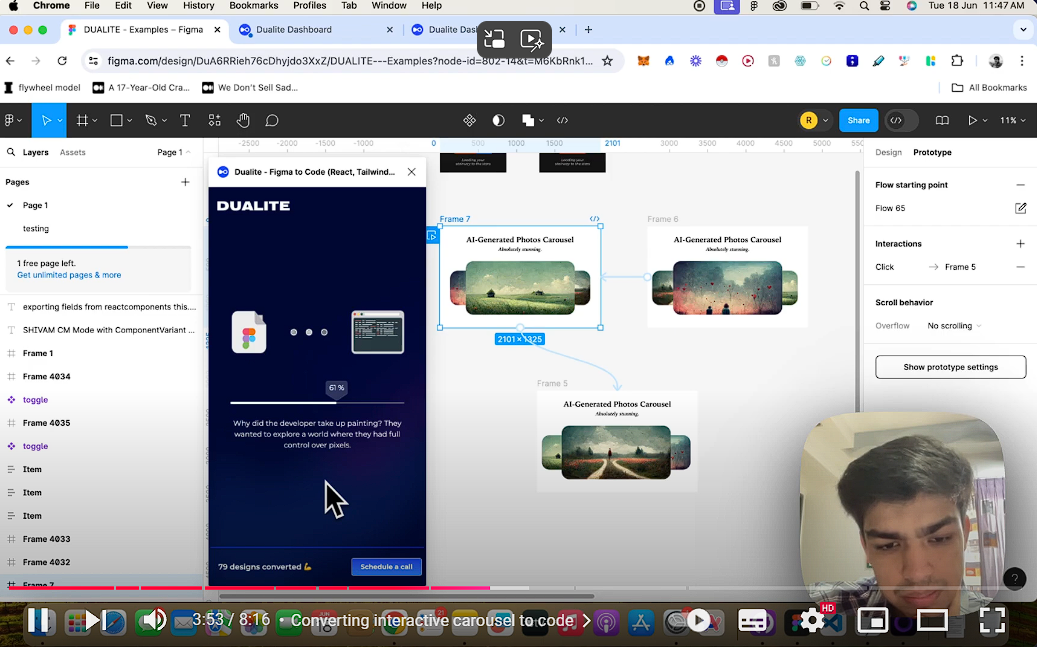 Chrome File Edit View History Bookmarks Profiles Tab Window Help Tue 18 Jun 11:47 AM
DUALITE - Examples – Figma Dualite Dashboard Dualite Das
figma.com/design/DuA6RRieh76cDhyjdo3XxZ/DUALITE---Examples?node-id=802-14&t=M6KbRnk1...
flywheel model A 17-Year-Old Cra... We Don't Sell Sad... All Bookmarks
R Share 11%
Layers Assets Page 1
-2500 -2000 -1500 -1000 0 500 1000 1500 2101 3000 3500 4000 4500 5000
Design Prototype
Dualite - Figma to Code (React, Tailwind...
Pages
Page 1
testing
1 free page left.
Get unlimited pages & more
exporting fields from reactcomponents this....
SHIVAM CM Mode with ComponentVariant ...
Frame 1
Frame 4034
toggle
Frame 4035
toggle
Item
Item
Item
Frame 4033
Frame 4032
Frame 7
DUALITE
61 %
Why did the developer take up painting? They
wanted to explore a world where they had full
control over pixels.
79 designs converted 💪 Schedule a call
Frame 7
AI-Generated Photos Carousel
Absolutely stunning.
2101 × 1325
Frame 6
AI-Generated Photos Carousel
Absolutely stunning.
Frame 5
AI-Generated Photos Carousel
Absolutely stunning.
Flow starting point
Flow 65
Interactions
Click Frame 5
Scroll behavior
Overflow No scrolling
Show prototype settings
?
3:53 / 8:16 • Converting interactive carousel to code
HD